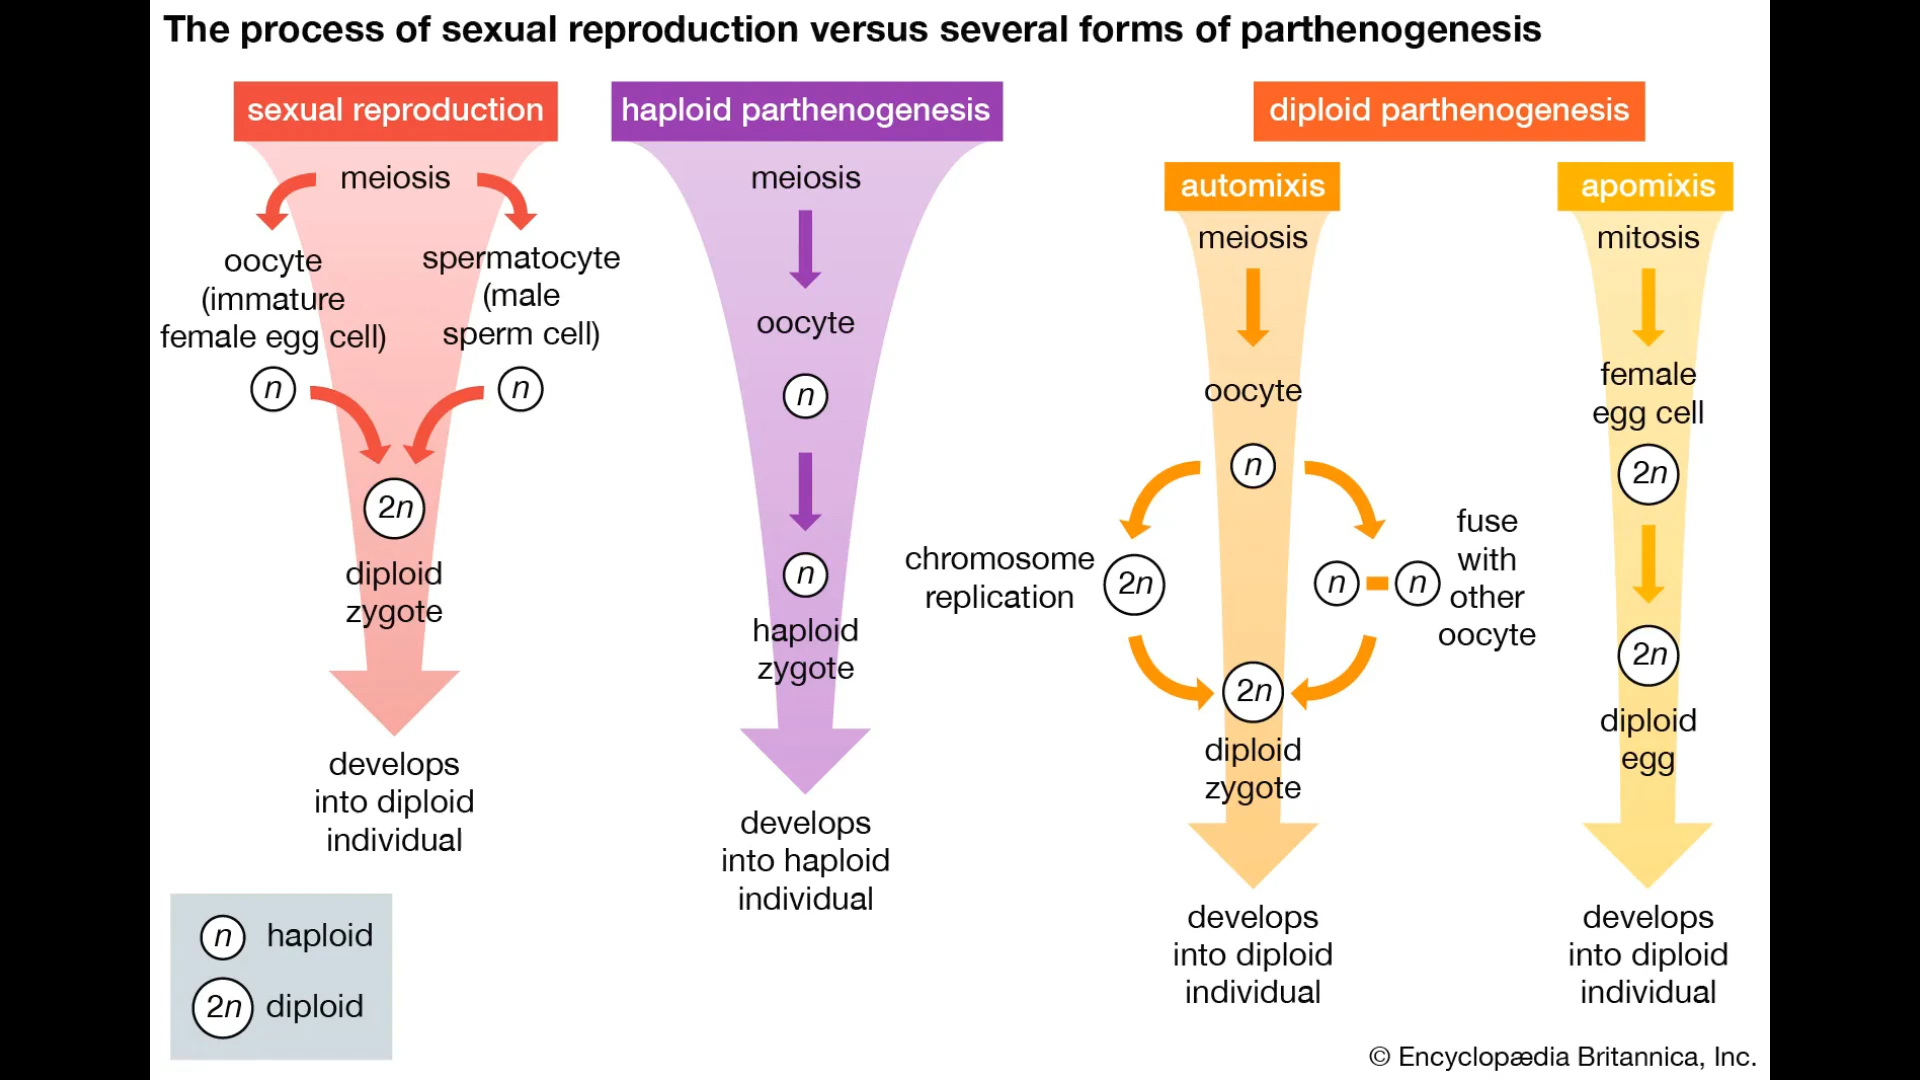 The process of sexual reproduction versus several forms of parthenogenesis
sexual reproduction
meiosis
oocyte
(immature
female egg cell)
spermatocyte
(male
sperm cell)
n
n
2n
diploid
zygote
develops
into diploid
individual
haploid parthenogenesis
meiosis
oocyte
n
n
haploid
zygote
develops
into haploid
individual
diploid parthenogenesis
automixis
meiosis
oocyte
n
chromosome
replication
2n
n
n
fuse
with
other
oocyte
2n
diploid
zygote
develops
into diploid
individual
apomixis
mitosis
female
egg cell
2n
2n
diploid
egg
develops
into diploid
individual
n haploid
2n diploid
© Encyclopædia Britannica, Inc.